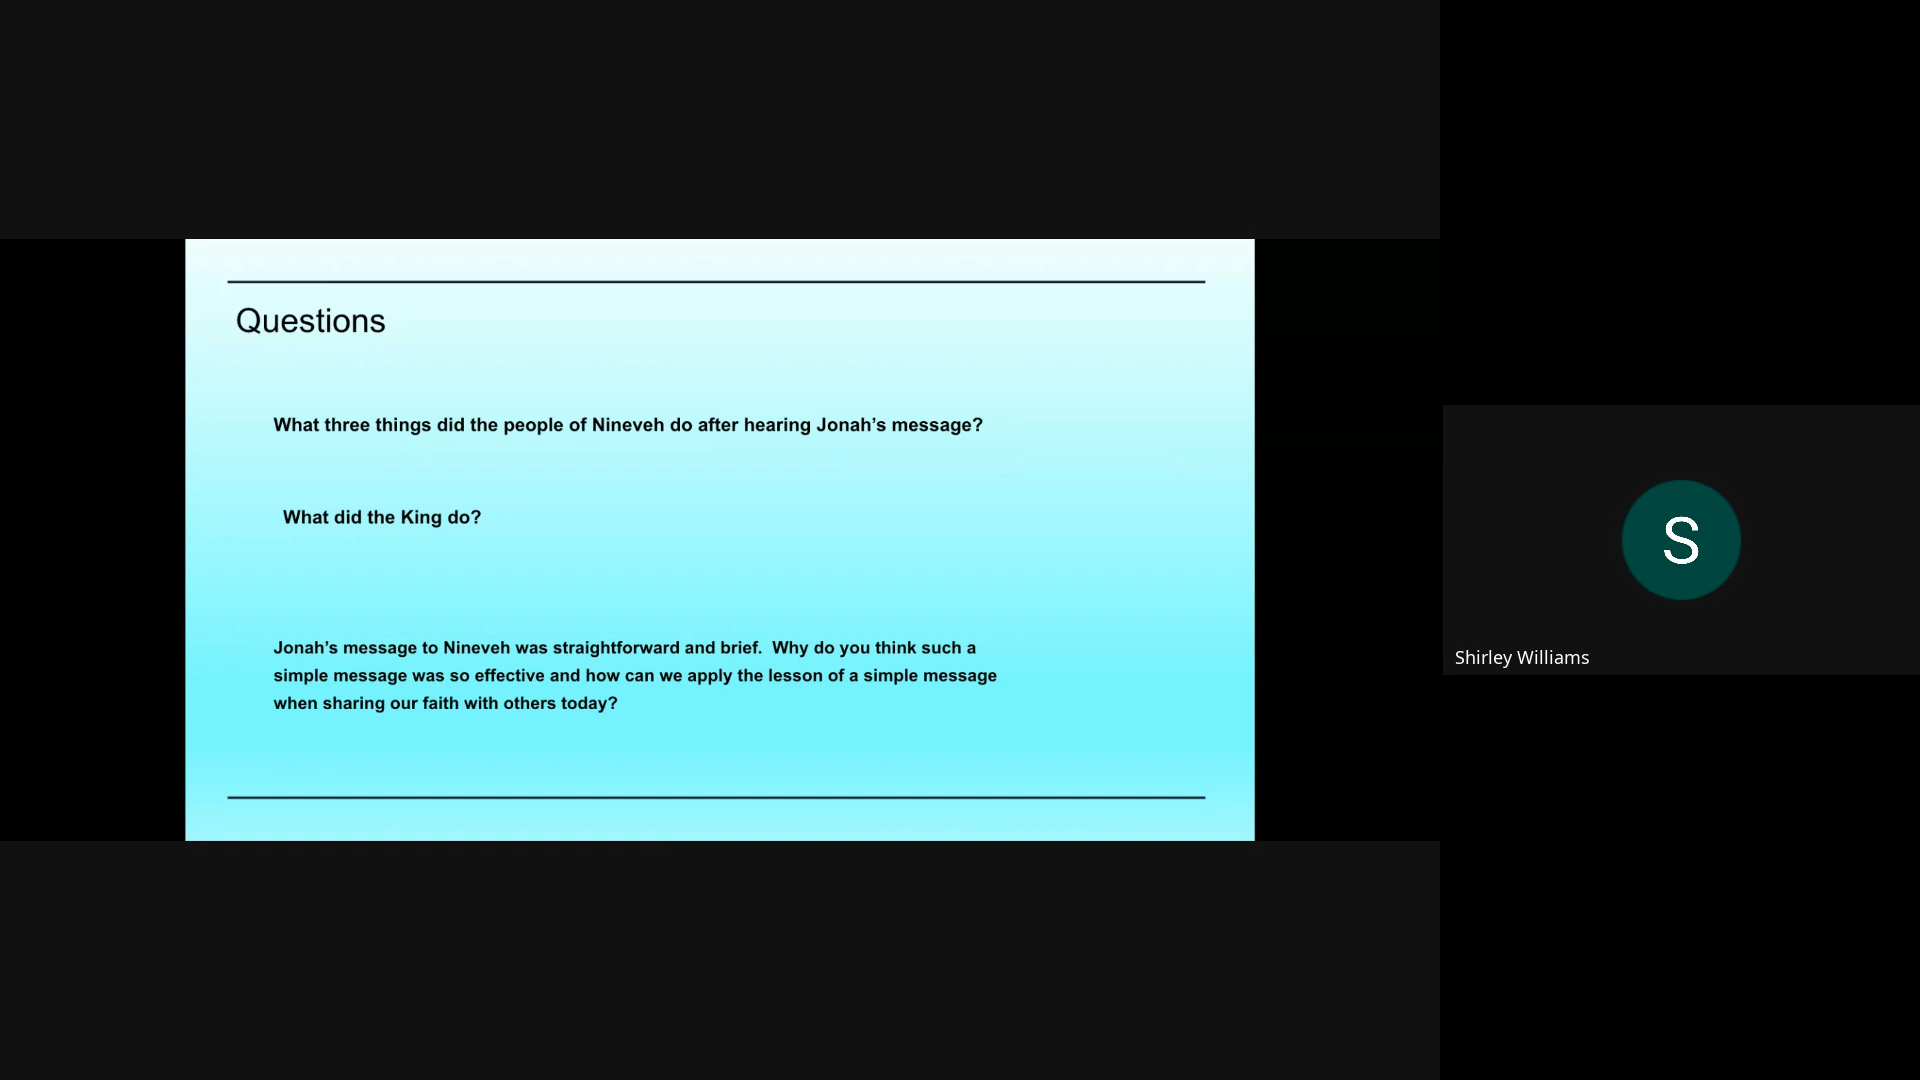 Questions
What three things did the people of Nineveh do after hearing Jonah’s message?
What did the King do?
Jonah’s message to Nineveh was straightforward and brief.  Why do you think such a
simple message was so effective and how can we apply the lesson of a simple message
when sharing our faith with others today?
S
Shirley Williams